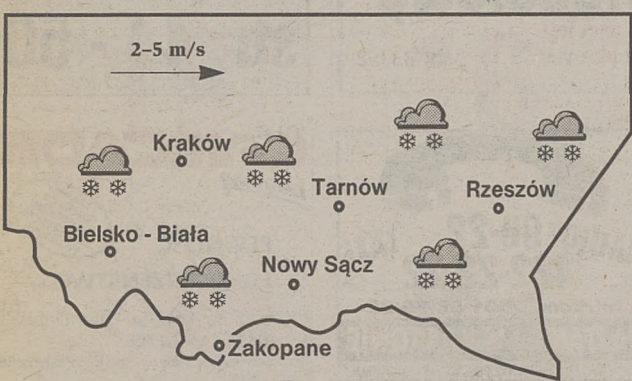 2–5 m/s
Kraków
Tarnów
Rzeszów
Bielsko - Biała
Nowy Sącz
Zakopane